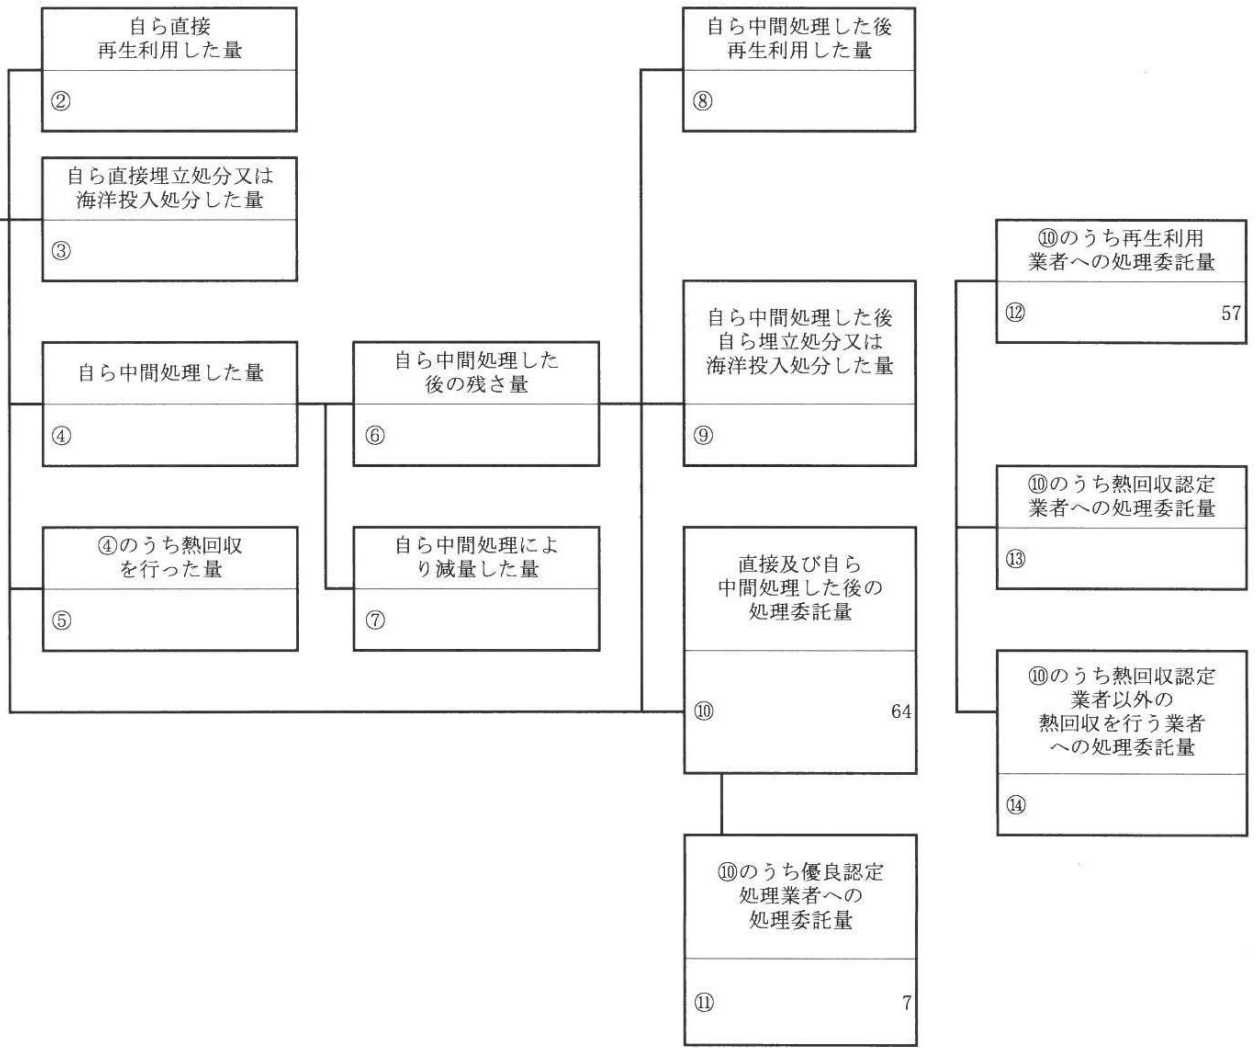 自ら直接
再生利用した量
②
自ら直接埋立処分又は
海洋投入処分した量
③
自ら中間処理した量
④
④のうち熱回収
を行った量
⑤
自ら中間処理した
後の残さ量
⑥
自ら中間処理によ
り減量した量
⑦
自ら中間処理した後
再生利用した量
⑧
自ら中間処理した後
自ら埋立処分又は
海洋投入処分した量
⑨
直接及び自ら
中間処理した後の
処理委託量
⑩ 64
⑩のうち優良認定
処理業者への
処理委託量
⑪ 7
⑩のうち再生利用
業者への処理委託量
⑫ 57
⑩のうち熱回収認定
業者への処理委託量
⑬
⑩のうち熱回収認定
業者以外の
熱回収を行う業者
への処理委託量
⑭